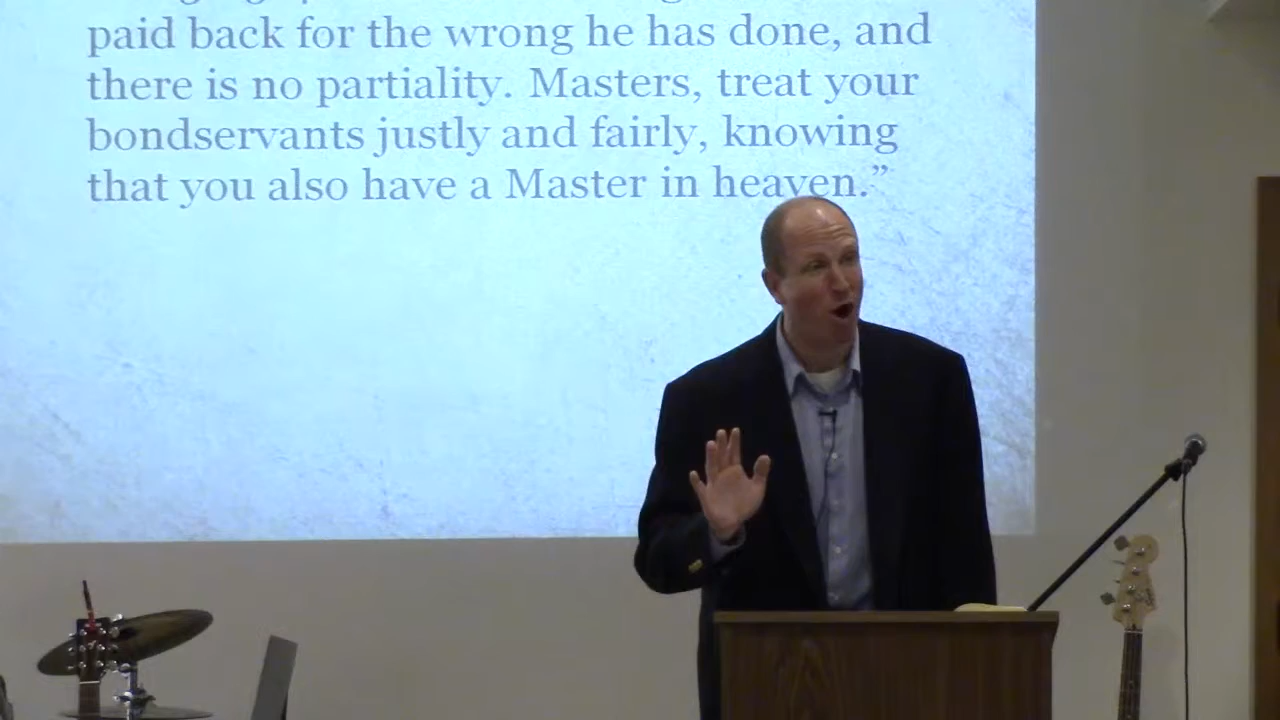 paid back for the wrong he has done, and
there is no partiality. Masters, treat your
bondservants justly and fairly, knowing
that you also have a Master in heaven.”